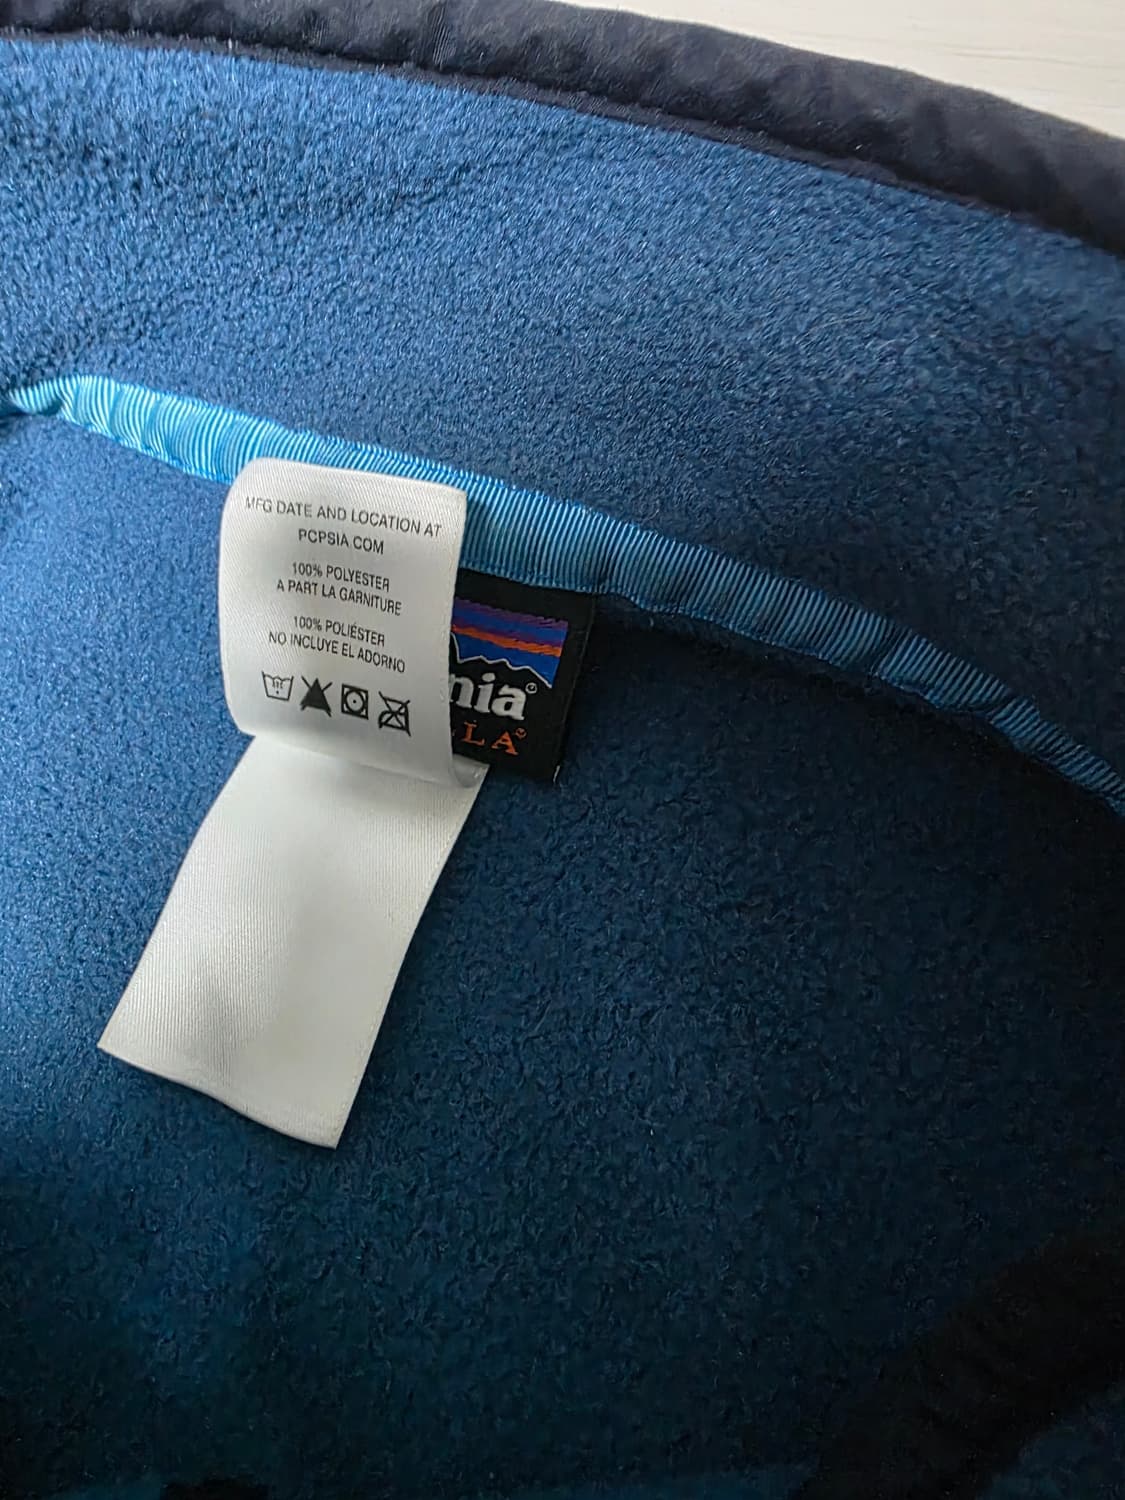 MFG DATE AND LOCATION AT
PCPSIA.COM
100% POLYESTER
A PART LA GARNITURE
100% POLIÉSTER
NO INCLUYE EL ADORNO
nia®
LA®